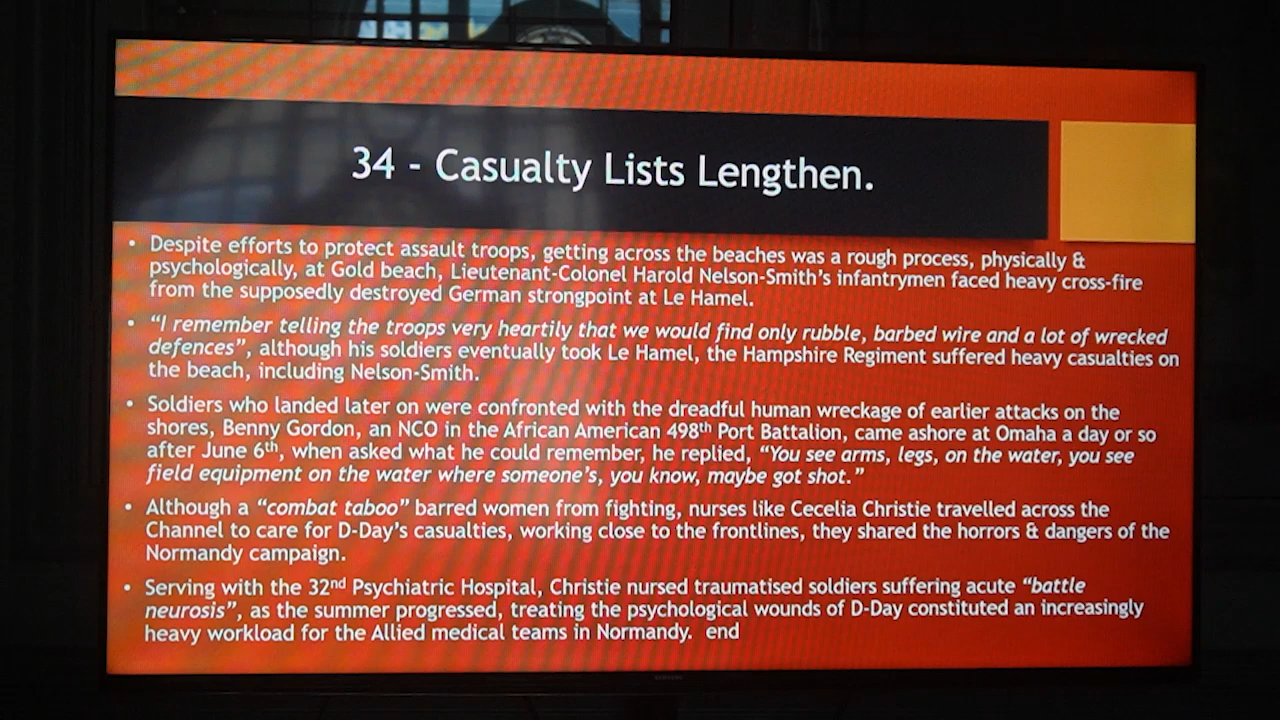 34 - Casualty Lists Lengthen.
• Despite efforts to protect assault troops, getting across the beaches was a rough process, physically &
psychologically, at Gold beach, Lieutenant-Colonel Harold Nelson-Smith’s infantrymen faced heavy cross-fire
from the supposedly destroyed German strongpoint at Le Hamel.
• “I remember telling the troops very heartily that we would find only rubble, barbed wire and a lot of wrecked
defences”, although his soldiers eventually took Le Hamel, the Hampshire Regiment suffered heavy casualties on
the beach, including Nelson-Smith.
• Soldiers who landed later on were confronted with the dreadful human wreckage of earlier attacks on the
shores, Benny Gordon, an NCO in the African American 498th Port Battalion, came ashore at Omaha a day or so
after June 6th, when asked what he could remember, he replied, “You see arms, legs, on the water, you see
field equipment on the water where someone’s, you know, maybe got shot.”
• Although a “combat taboo” barred women from fighting, nurses like Cecelia Christie travelled across the
Channel to care for D-Day’s casualties, working close to the frontlines, they shared the horrors & dangers of the
Normandy campaign.
• Serving with the 32nd Psychiatric Hospital, Christie nursed traumatised soldiers suffering acute “battle
neurosis”, as the summer progressed, treating the psychological wounds of D-Day constituted an increasingly
heavy workload for the Allied medical teams in Normandy. end
SAMSUNG